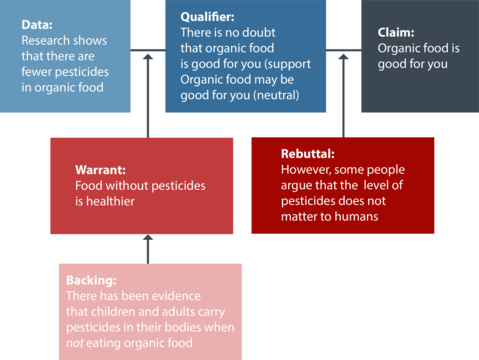 Data:
Research shows
that there are
fewer pesticides
in organic food
Qualifier:
There is no doubt
that organic food
is good for you (support
Organic food may be
good for you (neutral)
Claim:
Organic food is
good for you
Warrant:
Food without pesticides
is healthier
Rebuttal:
However, some people
argue that the level of
pesticides does not
matter to humans
Backing:
There has been evidence
that children and adults carry
pesticides in their bodies when
not eating organic food